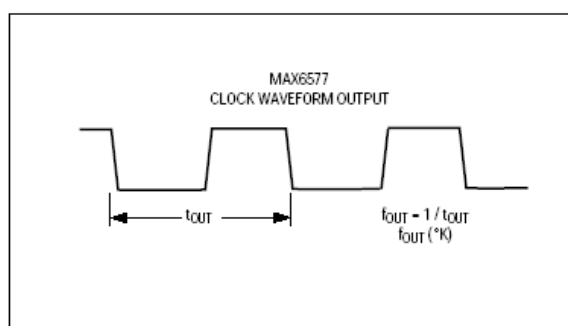 MAX6577
CLOCK WAVEFORM OUTPUT
tOUT
fOUT = 1 / tOUT
fOUT (°K)